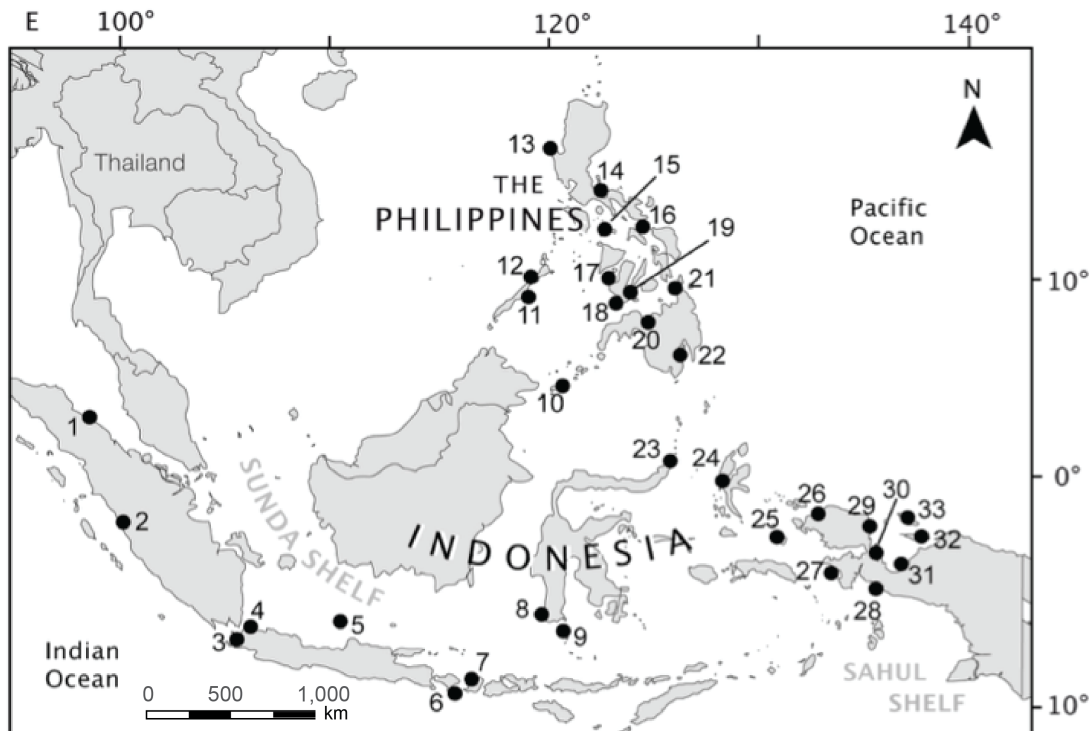 E 100° 120° 140°
N
13
Thailand
14 15
THE
PHILIPPINES 16
Pacific
Ocean
19
12 17 21 10°
11 18
20 22
10
1
23 24 0°
30
26 29 33
2 25 32
SUNDA SHELF
INDONESIA
27 31
28
8
4 5
3 9
Indian
Ocean
7
SAHUL
SHELF
0 500 1,000
km
6 10°